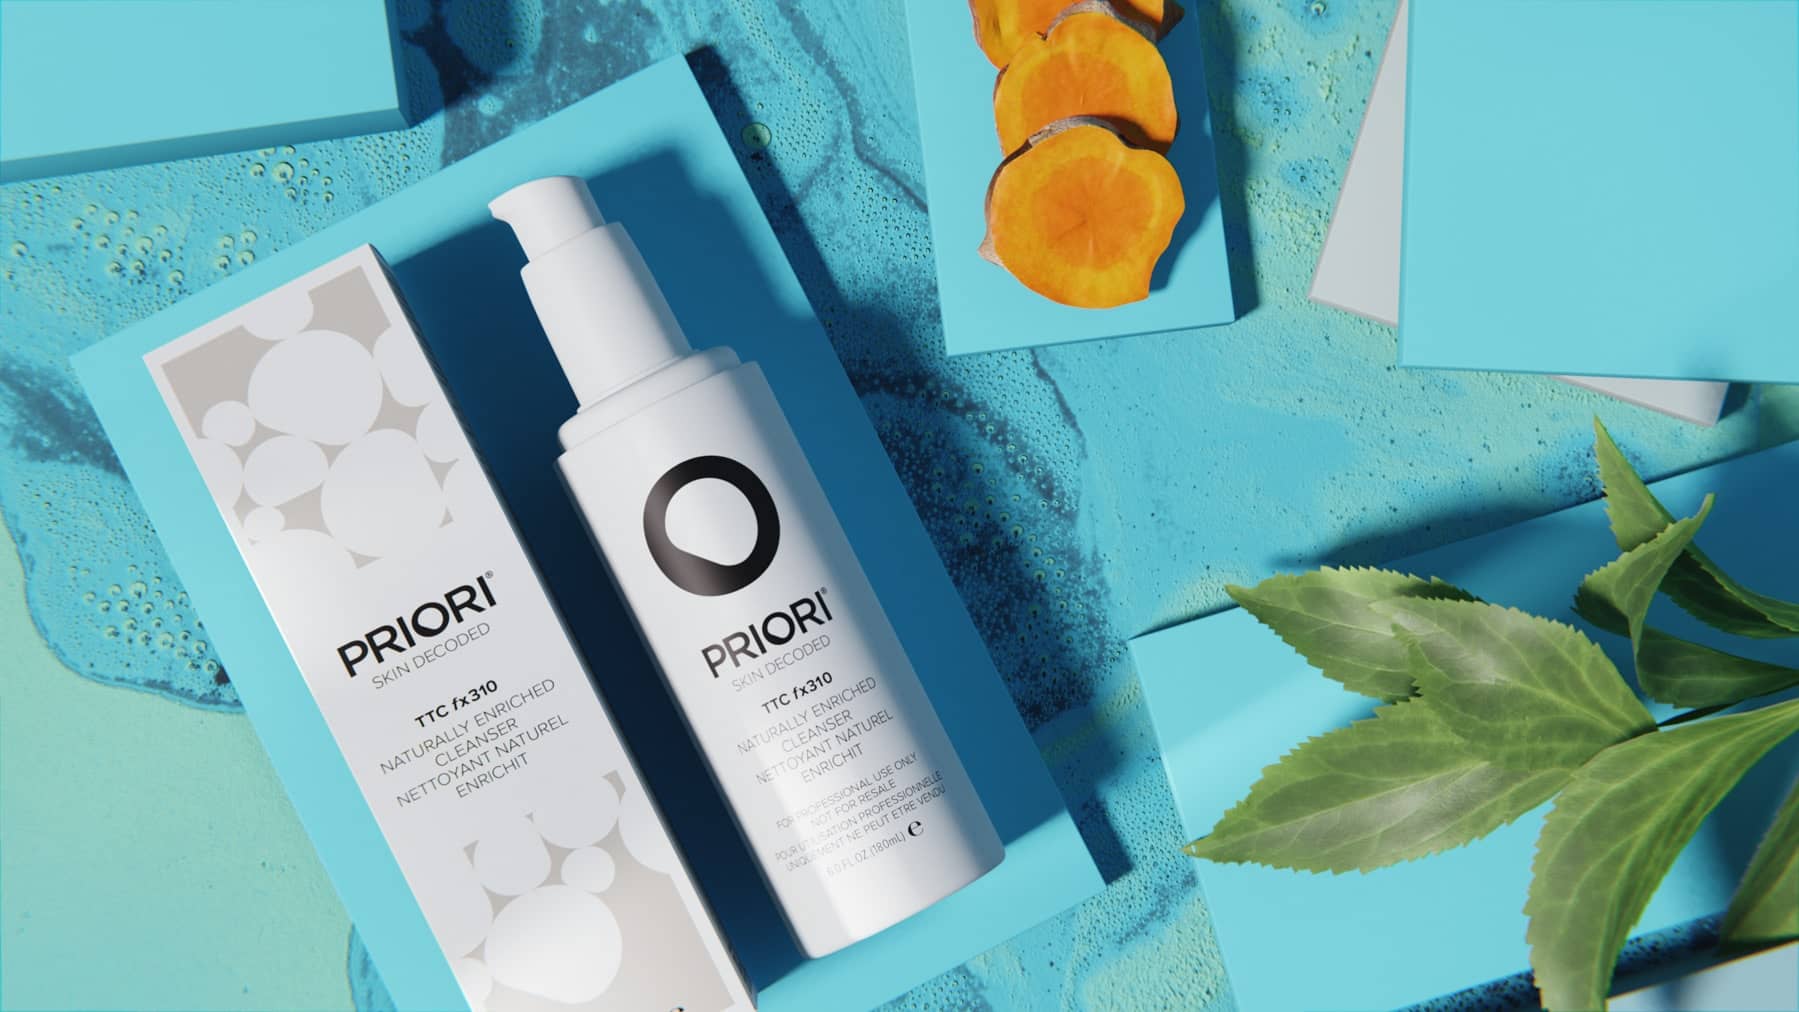 PRIORI®
SKIN DECODED
TTC fx310
NATURALLY ENRICHED
CLEANSER
NETTOYANT NATUREL
ENRICHIT
PRIORI®
SKIN DECODED
TTC fx310
NATURALLY ENRICHED
CLEANSER
NETTOYANT NATUREL
ENRICHIT
FOR PROFESSIONAL USE ONLY
NOT FOR RESALE
POUR UTILISATION PROFESSIONNELLE
UNIQUEMENT NE PEUT ETRE VENDU
6.0 FL OZ (180mL) ℮